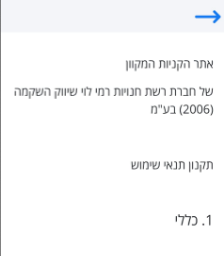 אתר הקניות המקוון
של חברת רשת חנויות רמי לוי שיווק השקמה
(2006) בע"מ
תקנון תנאי שימוש
1. כללי